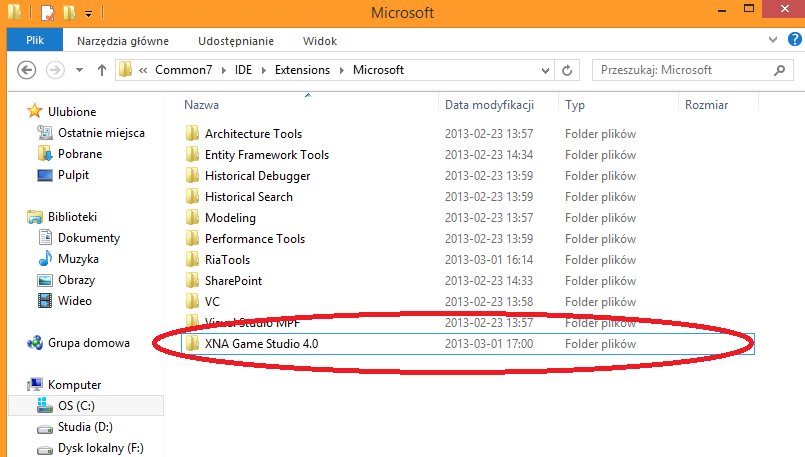 Microsoft
Plik Narzędzia główne Udostępnianie Widok
« Common7 IDE Extensions Microsoft Przeszukaj: Microsoft
Nazwa Data modyfikacji Typ Rozmiar
Ulubione
Ostatnie miejsca
Pobrane
Pulpit
Biblioteki
Dokumenty
Muzyka
Obrazy
Wideo
Grupa domowa
Komputer
OS (C:)
Studia (D:)
Dysk lokalny (F:)
Architecture Tools 2013-02-23 13:57 Folder plików
Entity Framework Tools 2013-02-23 14:34 Folder plików
Historical Debugger 2013-02-23 13:59 Folder plików
Historical Search 2013-02-23 13:59 Folder plików
Modeling 2013-02-23 13:57 Folder plików
Performance Tools 2013-02-23 13:59 Folder plików
RiaTools 2013-03-01 16:14 Folder plików
SharePoint 2013-02-23 14:33 Folder plików
VC 2013-02-23 13:58 Folder plików
Visual Studio MPF 2013-02-23 13:57 Folder plików
XNA Game Studio 4.0 2013-03-01 17:00 Folder plików